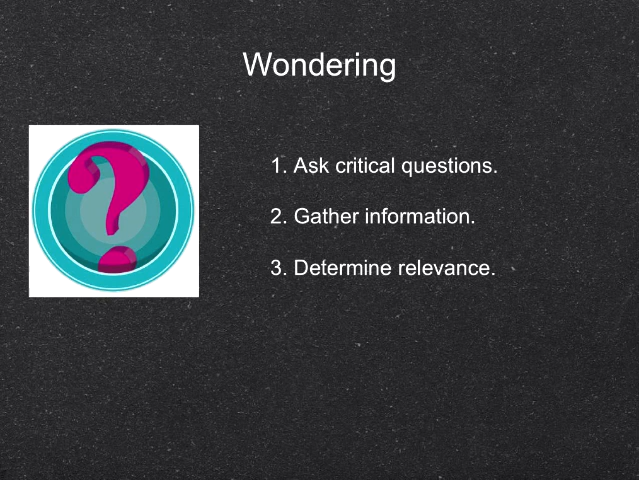 Wondering
1. Ask critical questions.
2. Gather information.
3. Determine relevance.